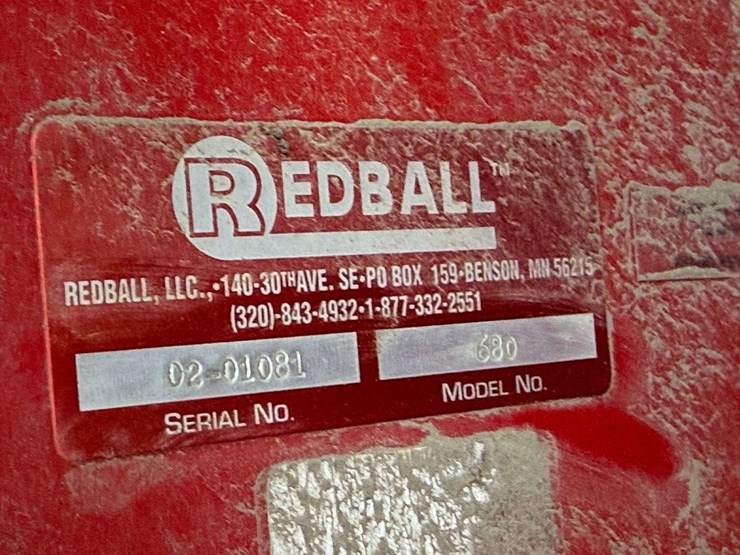 REDBALL™
REDBALL, LLC.,•140-30TH AVE. SE•PO BOX 159•BENSON, MN 56215
(320)-843-4932•1-877-332-2551
02-01081 680
SERIAL NO. MODEL NO.